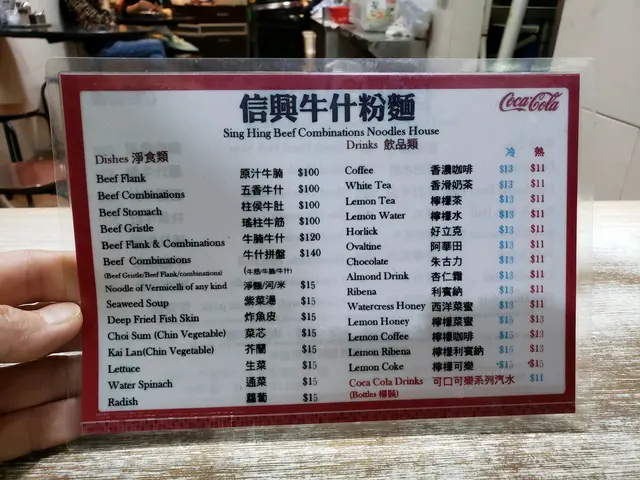 信興牛什粉麵
Coca-Cola
Sing Hing Beef Combinations Noodles House
Dishes 淨食類
Beef Flank 原汁牛腩 $100
Beef Combinations 五香牛什 $100
Beef Stomach 柱侯牛肚 $100
Beef Gristle 瑤柱牛筋 $100
Beef Flank & Combinations 牛腩牛什 $120
Beef Combinations 牛什拼盤 $140
(Beef Gristle/Beef Flank/combinations) (牛筋/牛腩/牛什)
Noodle of Vermicelli of any kind 淨麵/河/米 $15
Seaweed Soup 紫菜湯 $15
Deep Fried Fish Skin 炸魚皮 $15
Choi Sum (Chin Vegetable) 菜芯 $15
Kai Lan(Chin Vegetable) 芥蘭 $15
Lettuce 生菜 $15
Water Spinach 通菜 $15
Radish 蘿蔔 $15
Drinks 飲品類
冷 熱
Coffee 香濃咖啡 $13 $11
White Tea 香滑奶茶 $13 $11
Lemon Tea 檸檬茶 $13 $11
Lemon Water 檸檬水 $13 $11
Horlick 好立克 $13 $11
Ovaltine 阿華田 $13 $11
Chocolate 朱古力 $13 $11
Almond Drink 杏仁霜 $13 $11
Ribena 利賓納 $13 $11
Watercress Honey 西洋菜蜜 $13 $11
Lemon Honey 檸檬菜蜜 $15 $13
Lemon Coffee 檸檬咖啡 $15 $13
Lemon Ribena 檸檬利賓納 $15 $13
Lemon Coke 檸檬可樂 $15 $15
Coca Cola Drinks 可口可樂系列汽水 $11
(Bottles 樽裝)